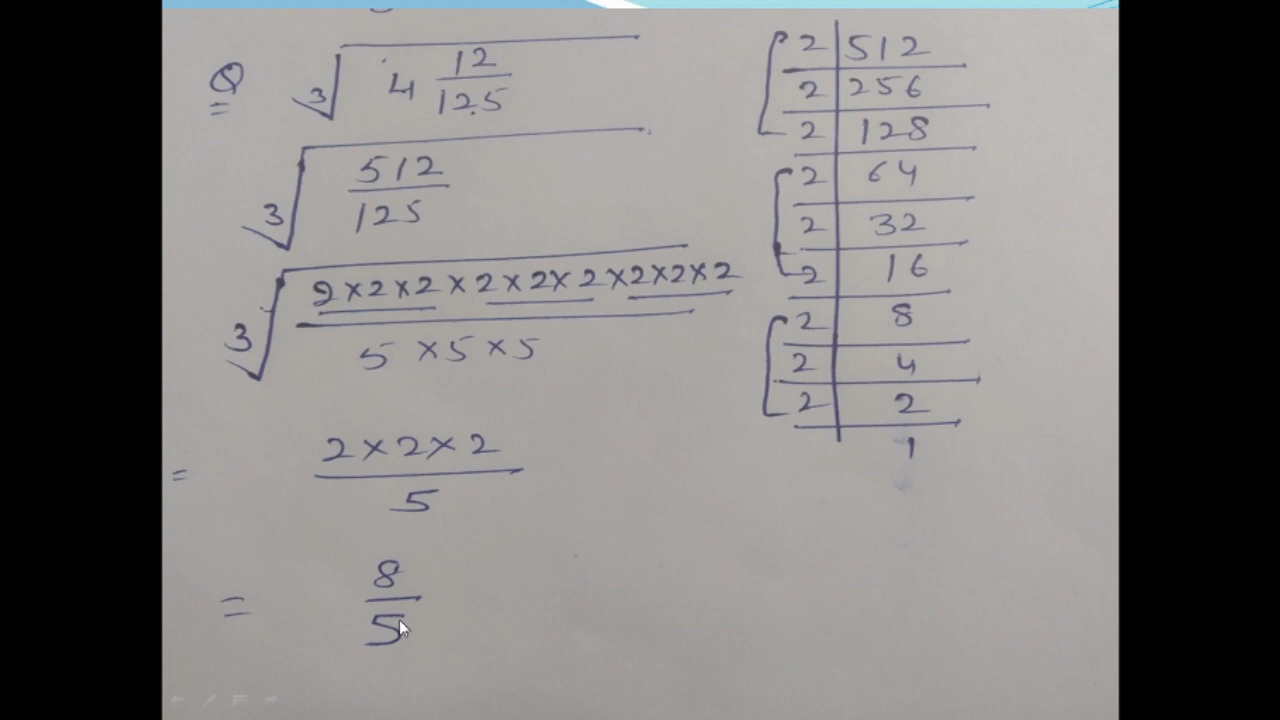 Q ∛(4 12/125)
∛(512/125)
∛(2×2×2×2×2×2×2×2×2 / 5×5×5)
= 2×2×2 / 5
= 8/5
2 | 512
2 | 256
2 | 128
2 | 64
2 | 32
2 | 16
2 | 8
2 | 4
2 | 2
1